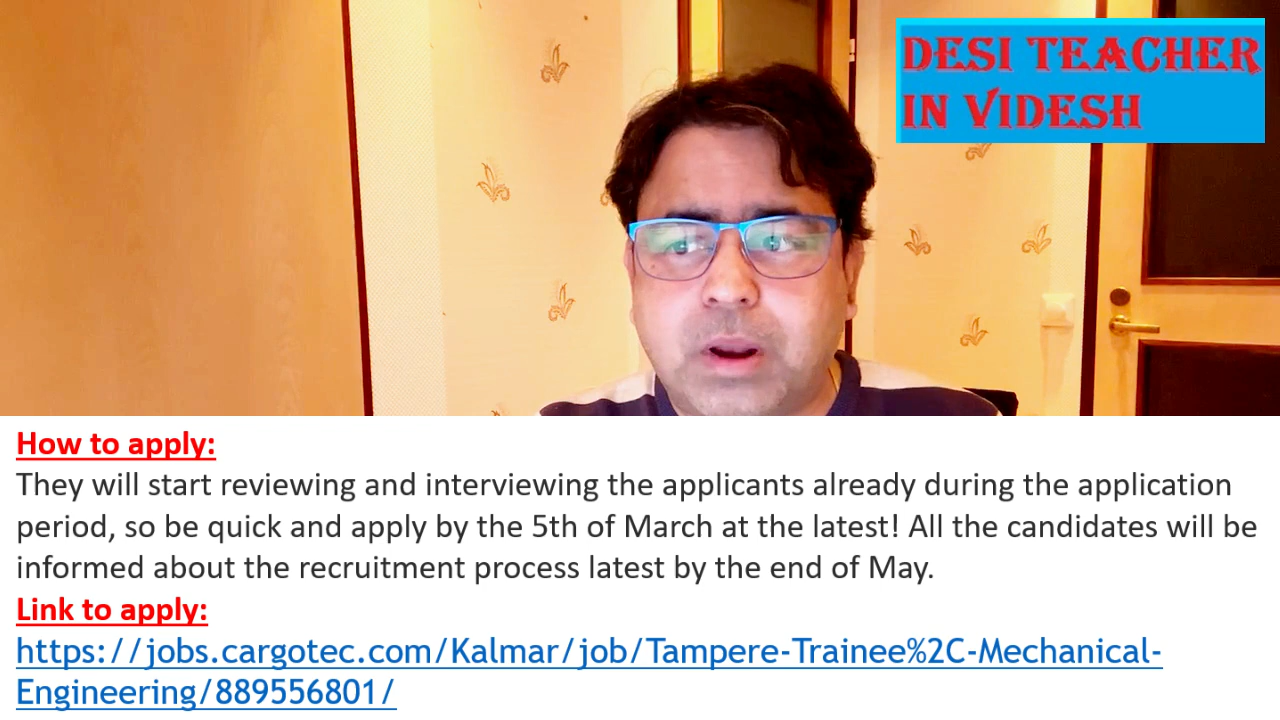 DESI TEACHER
IN VIDESH
How to apply:
They will start reviewing and interviewing the applicants already during the application
period, so be quick and apply by the 5th of March at the latest! All the candidates will be
informed about the recruitment process latest by the end of May.
Link to apply:
https://jobs.cargotec.com/Kalmar/job/Tampere-Trainee%2C-Mechanical-
Engineering/889556801/